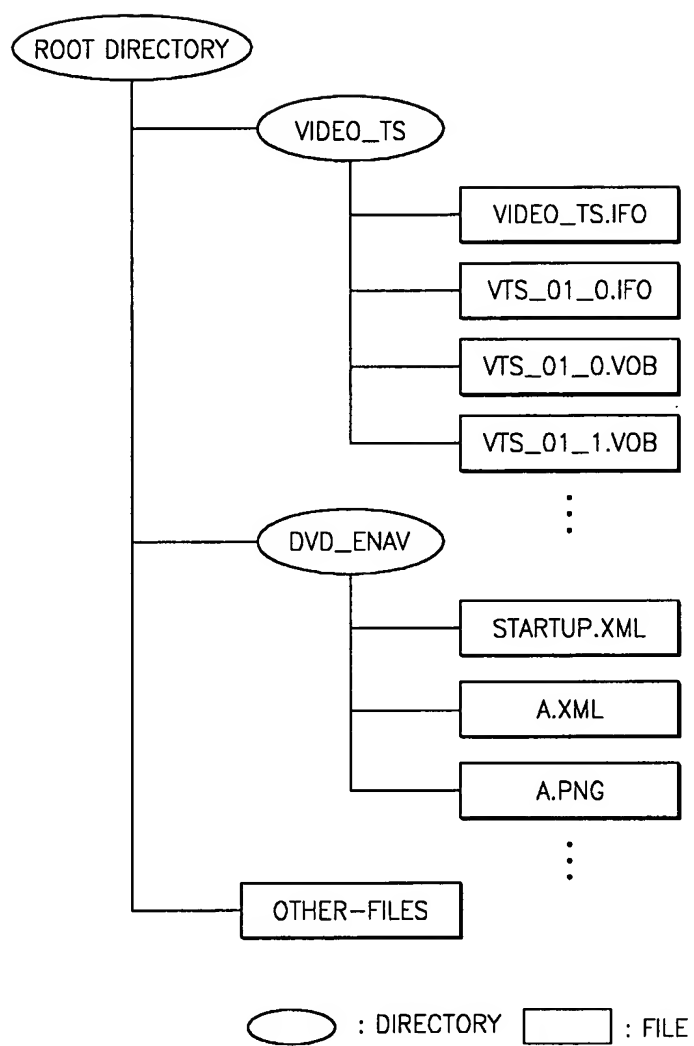 ROOT DIRECTORY
VIDEO_TS
VIDEO_TS.IFO
VTS_01_0.IFO
VTS_01_0.VOB
VTS_01_1.VOB
DVD_ENAV
STARTUP.XML
A.XML
A.PNG
OTHER-FILES
: DIRECTORY : FILE